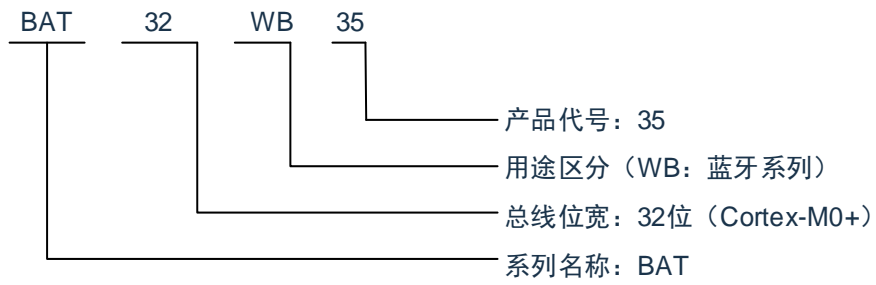 BAT 32 WB 35
产品代号：35
用途区分（WB：蓝牙系列）
总线位宽：32位（Cortex-M0+）
系列名称：BAT